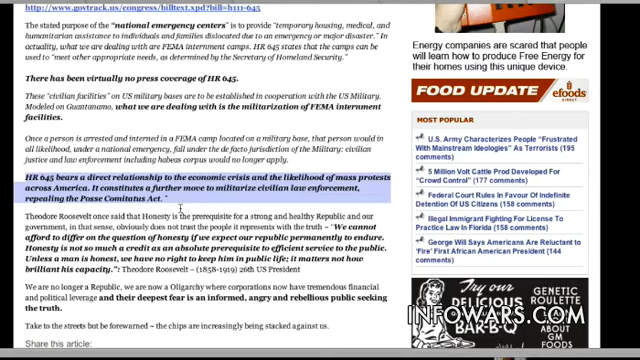 http://www.govtrack.us/congress/billtext.xpd?bill=h111-645
The stated purpose of the "national emergency centers" is to provide "temporary housing, medical, and
humanitarian assistance to individuals and families dislocated due to an emergency or major disaster." In
actuality, what we are dealing with are FEMA internment camps. HR 645 states that the camps can be
used to "meet other appropriate needs, as determined by the Secretary of Homeland Security."
There has been virtually no press coverage of HR 645.
These "civilian facilities" on US military bases are to be established in cooperation with the US Military.
Modeled on Guantanamo, what we are dealing with is the militarization of FEMA internment
facilities.
Once a person is arrested and interned in a FEMA camp located on a military base, that person would in
all likelihood, under a national emergency, fall under the de facto jurisdiction of the Military: civilian
justice and law enforcement including habeas corpus would no longer apply.
HR 645 bears a direct relationship to the economic crisis and the likelihood of mass protests
across America. It constitutes a further move to militarize civilian law enforcement,
repealing the Posse Comitatus Act. "
Theodore Roosevelt once said that Honesty is the prerequisite for a strong and healthy Republic and our
government, in that sense, obviously does not trust the people it represents with the truth ~ "We cannot
afford to differ on the question of honesty if we expect our republic permanently to endure.
Honesty is not so much a credit as an absolute prerequisite to efficient service to the public.
Unless a man is honest, we have no right to keep him in public life; it matters not how
brilliant his capacity.": Theodore Roosevelt – (1858-1919) 26th US President
We are no longer a Republic, we are now a Oligarchy where corporations now have tremendous financial
and political leverage and their deepest fear is an informed, angry and rebellious public seeking
the truth.
Take to the streets but be forewarned ~ the chips are increasingly being stacked against us.
Share this article:
Energy companies are scared that people
will learn how to produce Free Energy for
their homes using this unique device.
FOOD UPDATE
efoods
DIRECT
MOST POPULAR
U.S. Army Characterizes People "Frustrated
With Mainstream Ideologies" As Terrorists (195
comments)
5 Million Volt Cattle Prod Developed For
"Crowd Control" (177 comments)
Federal Court Rules In Favour Of Indefinite
Detention Of US Citizens (158 comments)
Illegal Immigrant Fighting For License To
Practice Law in Florida (158 comments)
George Will Says Americans Are Reluctant to
'Fire' First African American President (144
comments)
TRY OUR
DELICIOUS
BAR-B-Q
GENETIC
ROULETTE
ABOUT
GM
FOODS
INFOWARS.COM